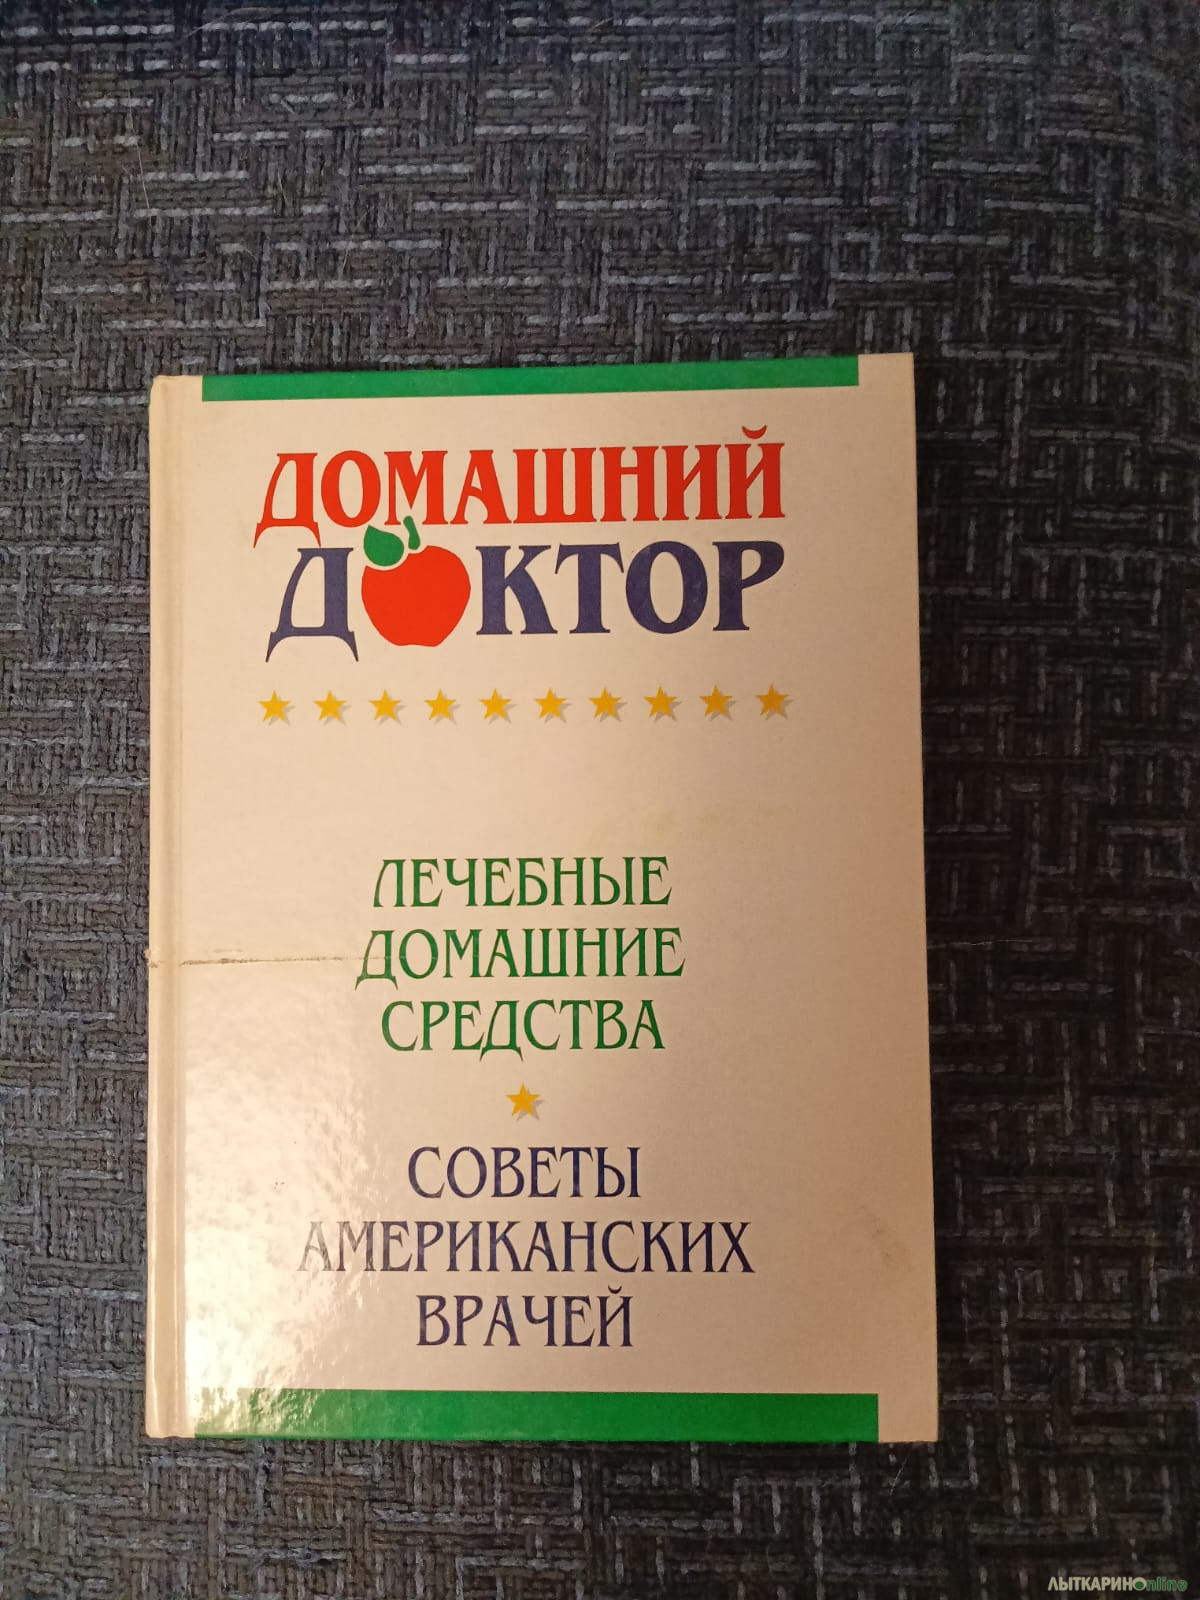 ДОМАШНИЙ
ДОКТОР
ЛЕЧЕБНЫЕ
ДОМАШНИЕ
СРЕДСТВА
СОВЕТЫ
АМЕРИКАНСКИХ
ВРАЧЕЙ
ЛЫТКАРИНОonline